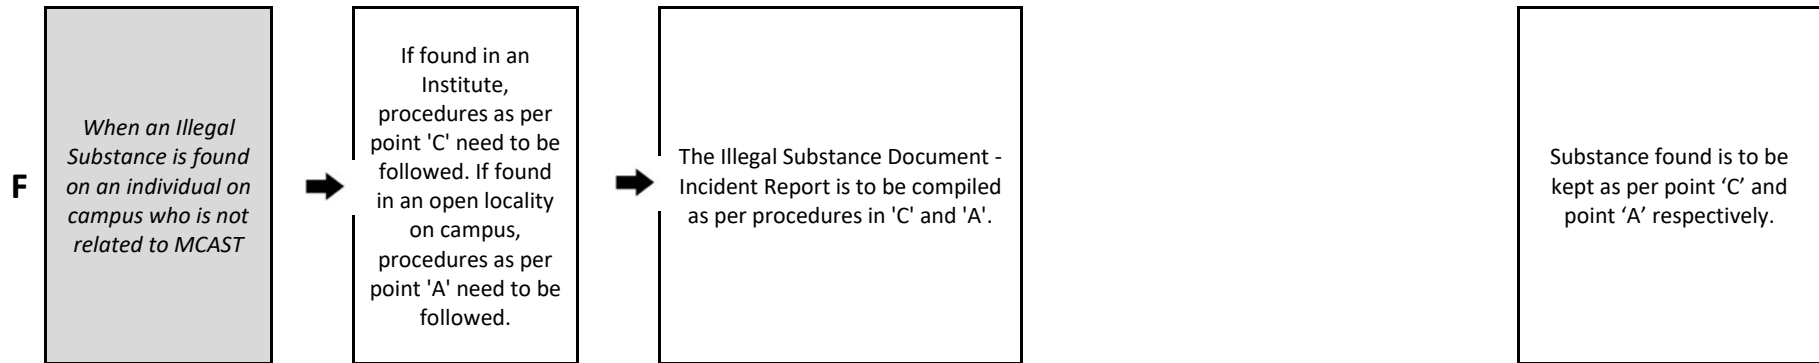 F
When an Illegal
Substance is found
on an individual on
campus who is not
related to MCAST
If found in an
Institute,
procedures as per
point 'C' need to be
followed. If found
in an open locality
on campus,
procedures as per
point 'A' need to be
followed.
The Illegal Substance Document -
Incident Report is to be compiled
as per procedures in 'C' and 'A'.
Substance found is to be
kept as per point ‘C’ and
point ‘A’ respectively.